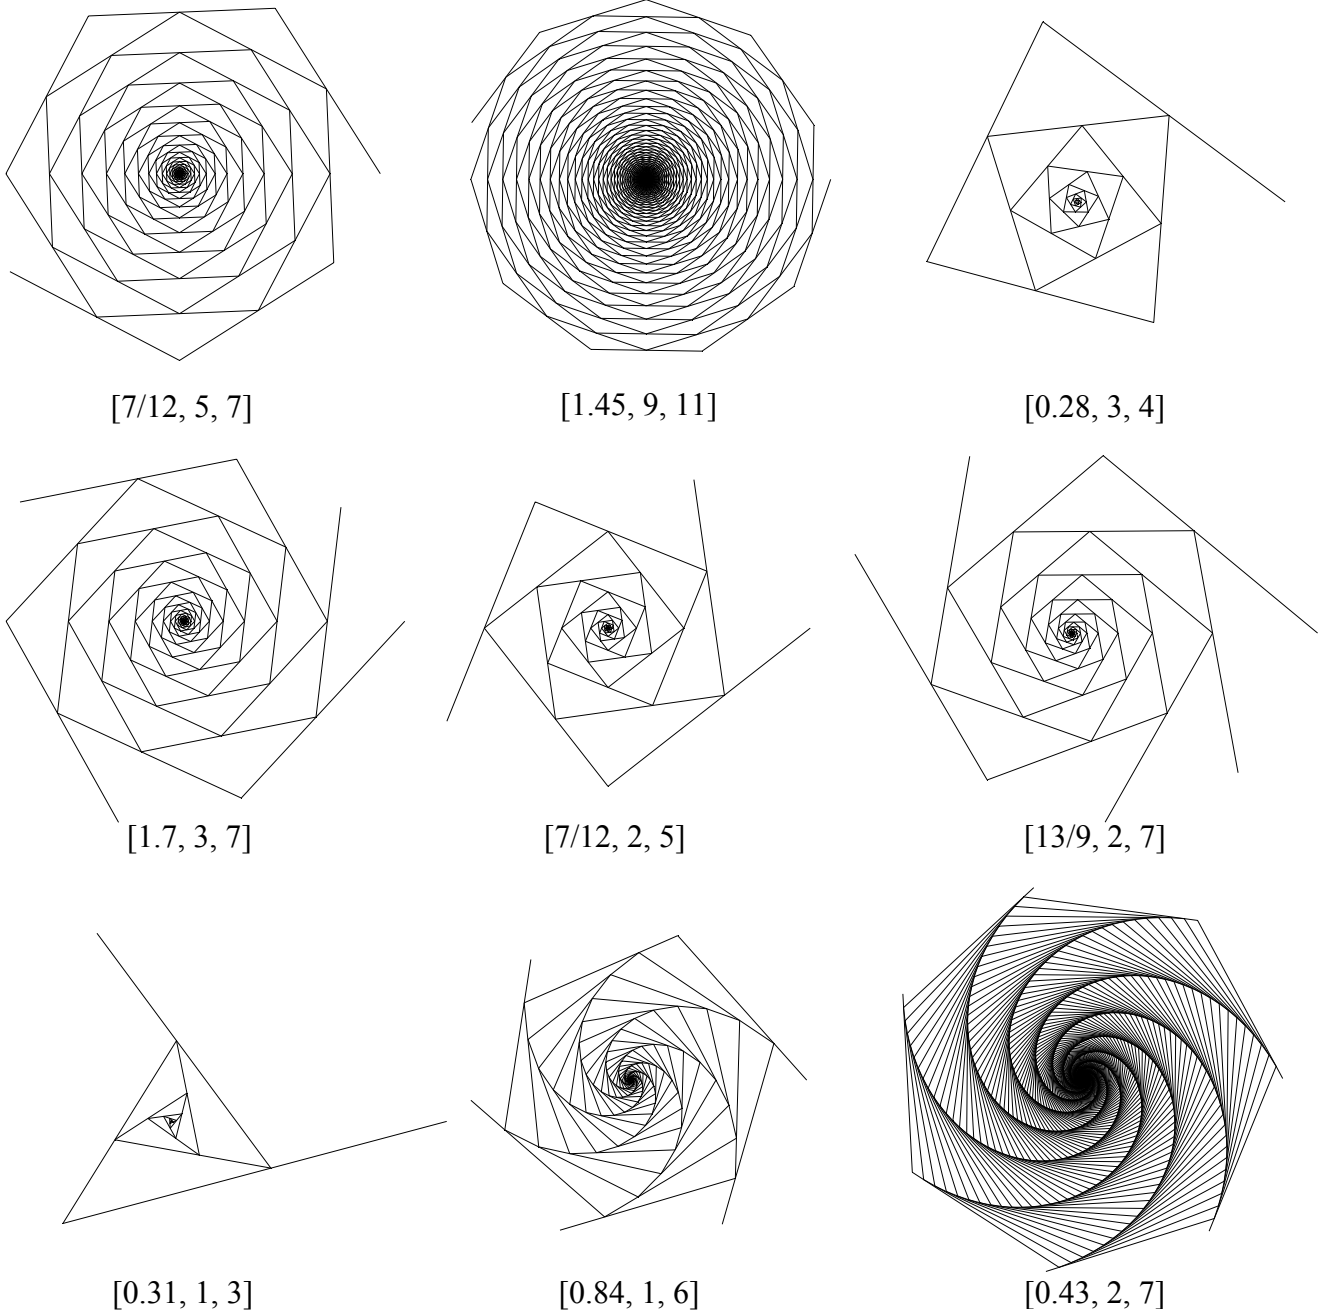 [7/12, 5, 7]
[1.45, 9, 11]
[0.28, 3, 4]
[1.7, 3, 7]
[7/12, 2, 5]
[13/9, 2, 7]
[0.31, 1, 3]
[0.84, 1, 6]
[0.43, 2, 7]